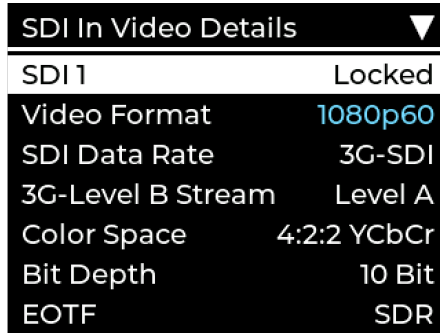 SDI In Video Details ▼
SDI 1 Locked
Video Format 1080p60
SDI Data Rate 3G-SDI
3G-Level B Stream Level A
Color Space 4:2:2 YCbCr
Bit Depth 10 Bit
EOTF SDR